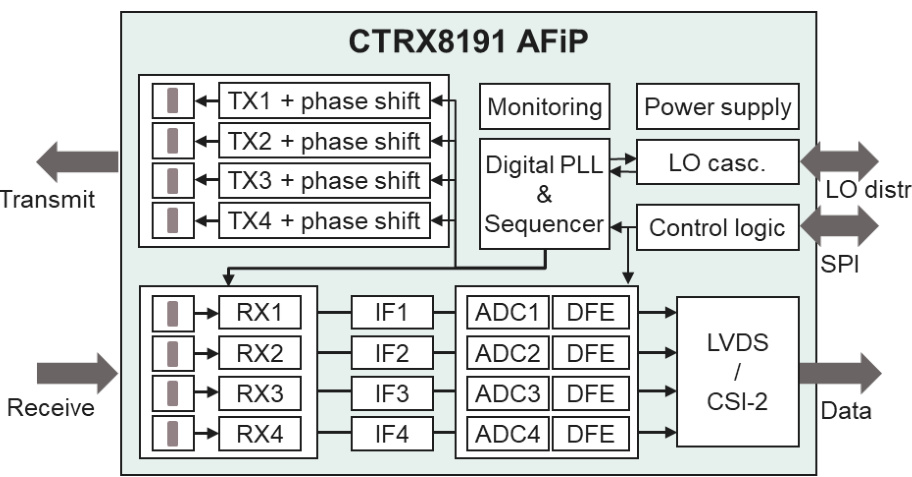 CTRX8191 AFiP
TX1 + phase shift
TX2 + phase shift
TX3 + phase shift
TX4 + phase shift
Monitoring
Power supply
Digital PLL
&
Sequencer
LO casc.
Control logic
Transmit
LO distr
SPI
RX1
IF1
ADC1
DFE
RX2
IF2
ADC2
DFE
RX3
IF3
ADC3
DFE
RX4
IF4
ADC4
DFE
LVDS
/
CSI-2
Receive
Data